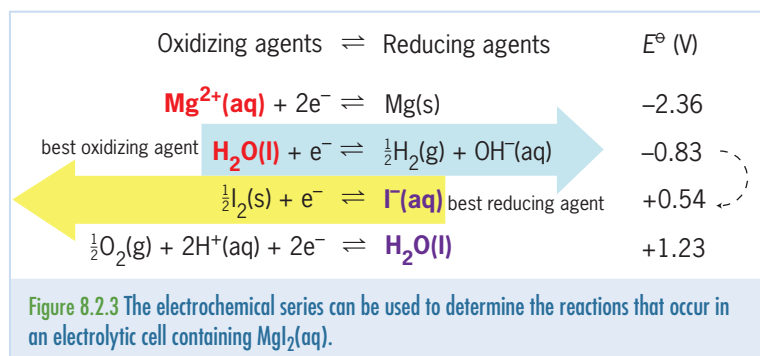 Oxidizing agents ⇌ Reducing agents E⊖ (V)
Mg²⁺(aq) + 2e⁻ ⇌ Mg(s) –2.36
best oxidizing agent H₂O(l) + e⁻ ⇌ ½H₂(g) + OH⁻(aq) –0.83
½I₂(s) + e⁻ ⇌ I⁻(aq) best reducing agent +0.54
½O₂(g) + 2H⁺(aq) + 2e⁻ ⇌ H₂O(l) +1.23
Figure 8.2.3 The electrochemical series can be used to determine the reactions that occur in
an electrolytic cell containing MgI₂(aq).